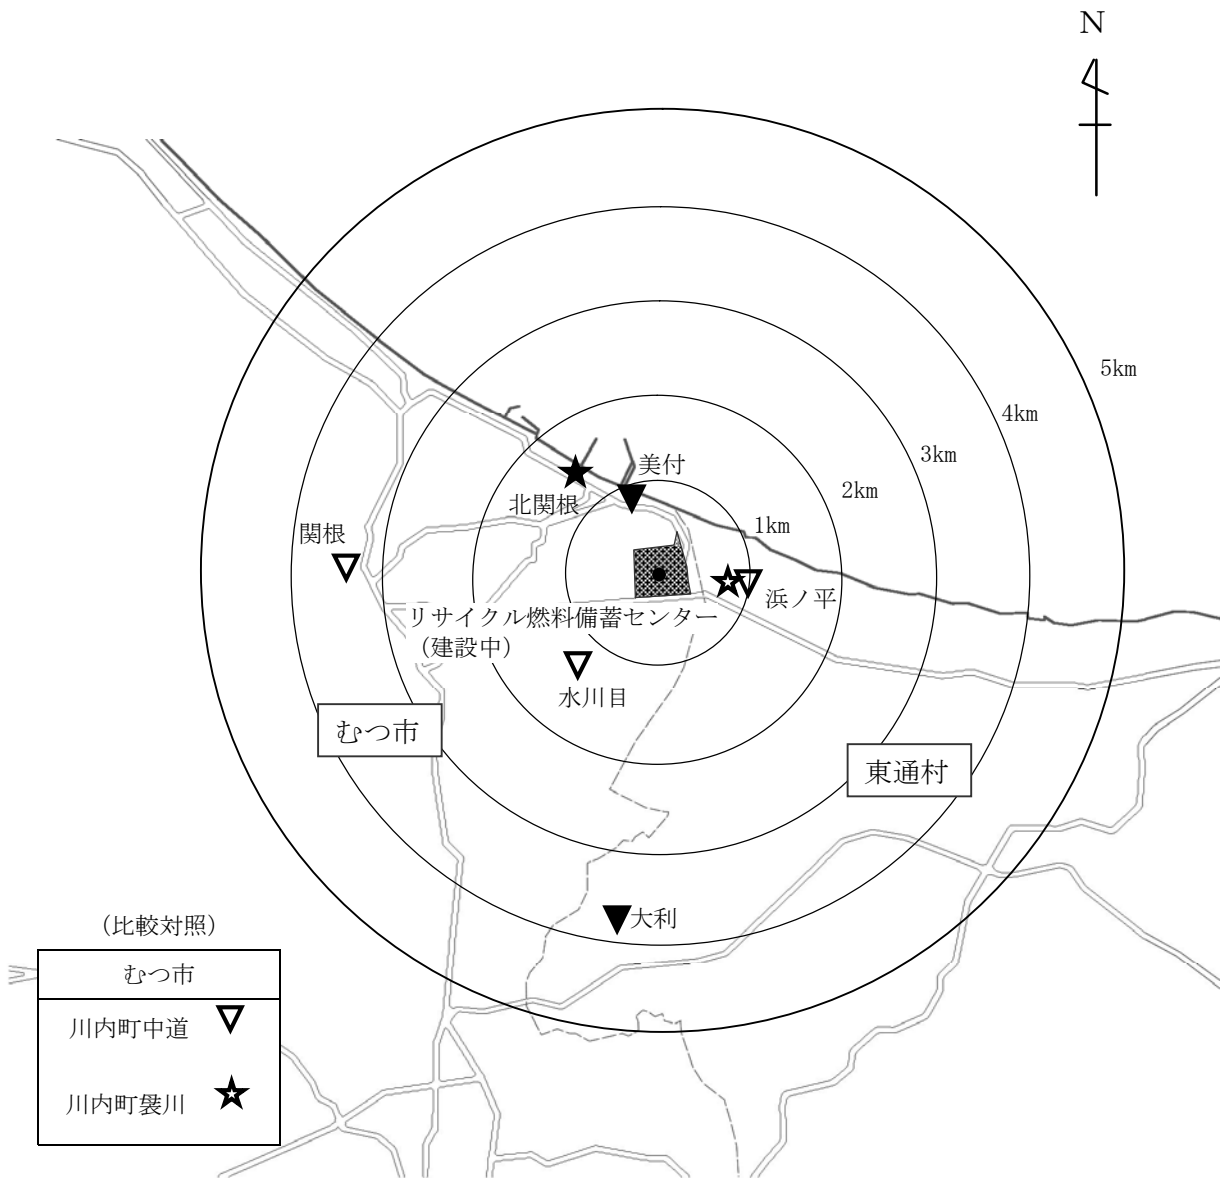 N
5km
4km
3km
2km
1km
美付
北関根
関根
浜ノ平
リサイクル燃料備蓄センター
（建設中）
水川目
むつ市
東通村
大利
（比較対照）
むつ市
川内町中道
川内町袰川